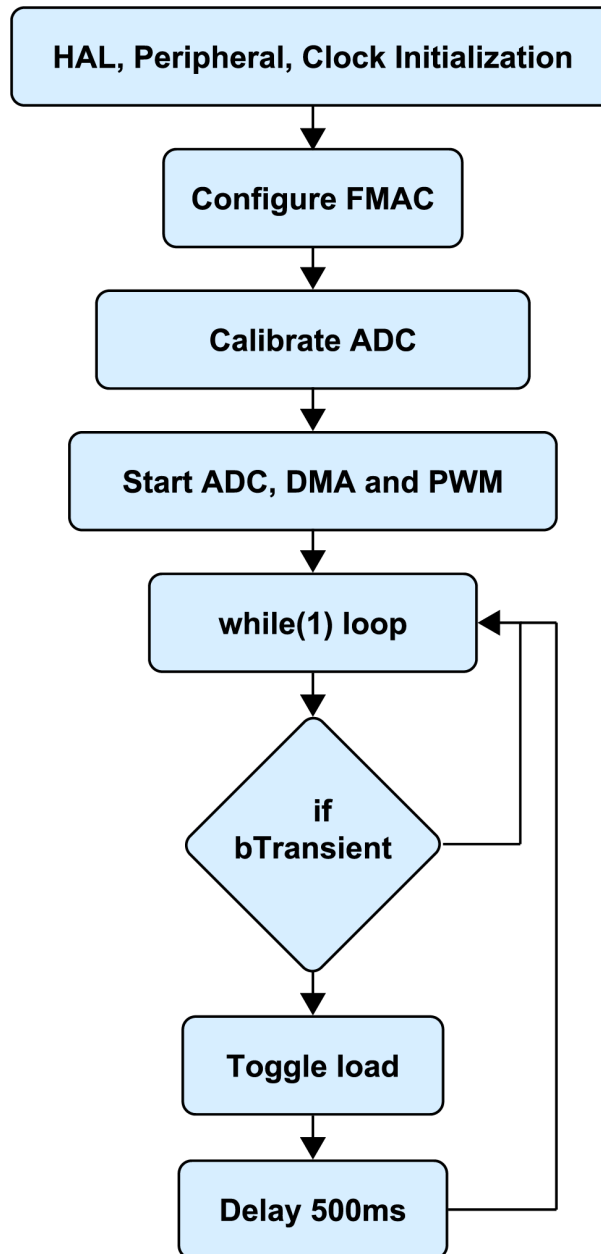 HAL, Peripheral, Clock Initialization
Configure FMAC
Calibrate ADC
Start ADC, DMA and PWM
while(1) loop
if
bTransient
Toggle load
Delay 500ms